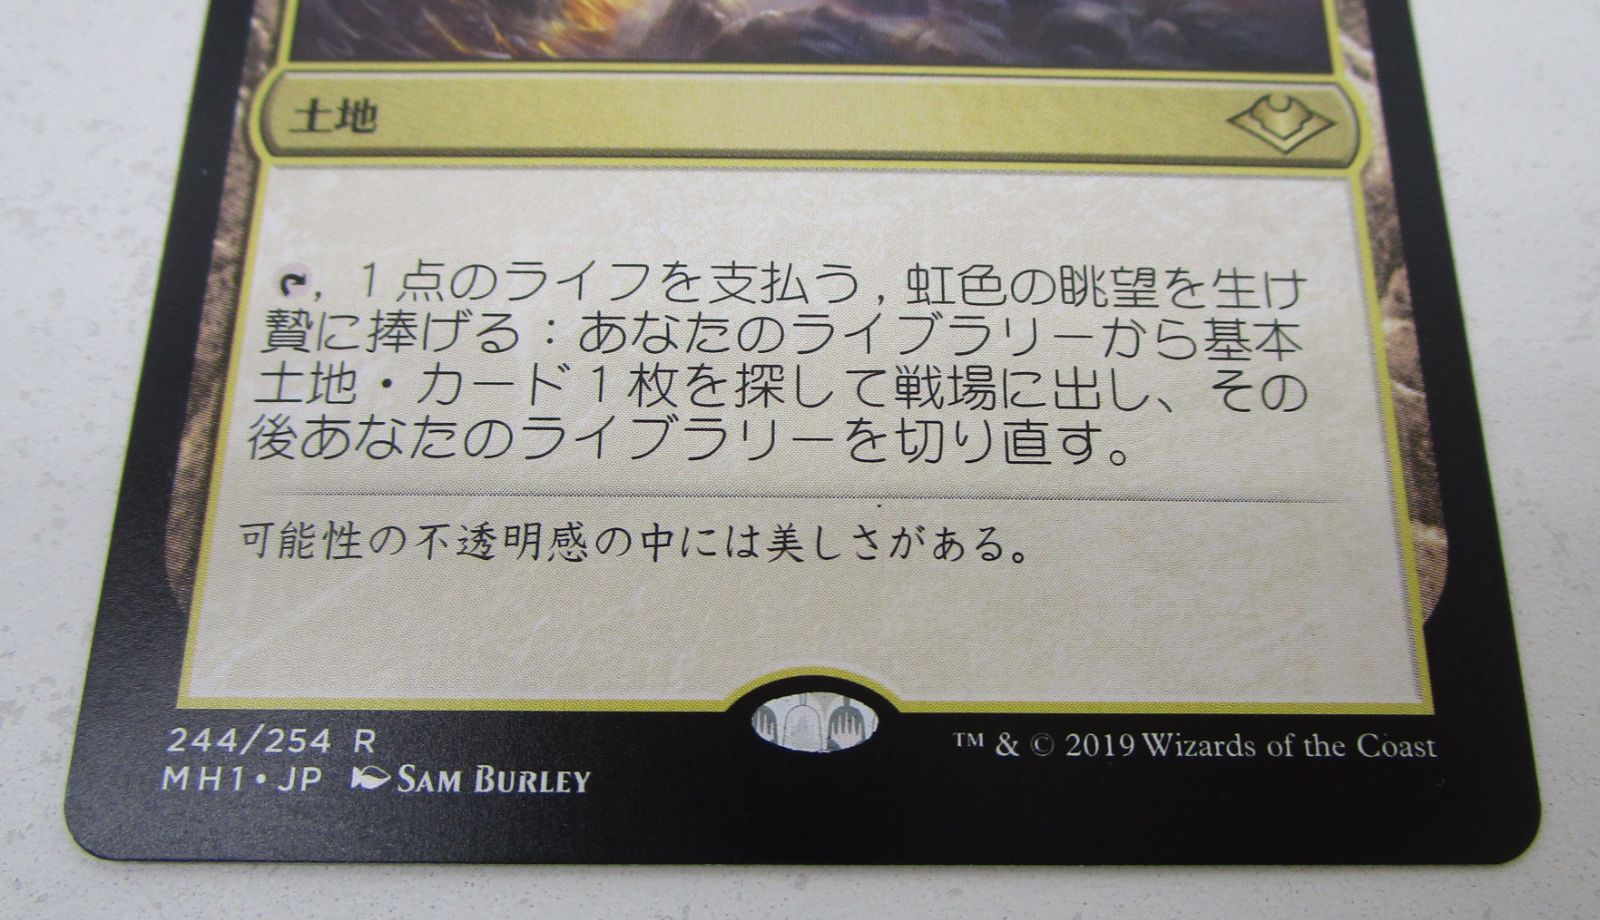 土地
, 1点のライフを支払う, 虹色の眺望を生け
贄に捧げる：あなたのライブラリーから基本
土地・カード1枚を探して戦場に出し、その
後あなたのライブラリーを切り直す。
可能性の不透明感の中には美しさがある。
244/254 R
MH1•JP SAM BURLEY
™ & © 2019 Wizards of the Coast